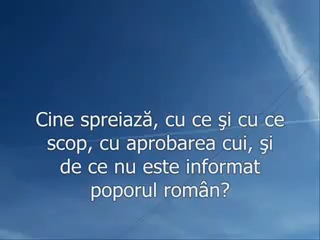 Cine spreiază, cu ce şi cu ce
scop, cu aprobarea cui, şi
de ce nu este informat
poporul român?